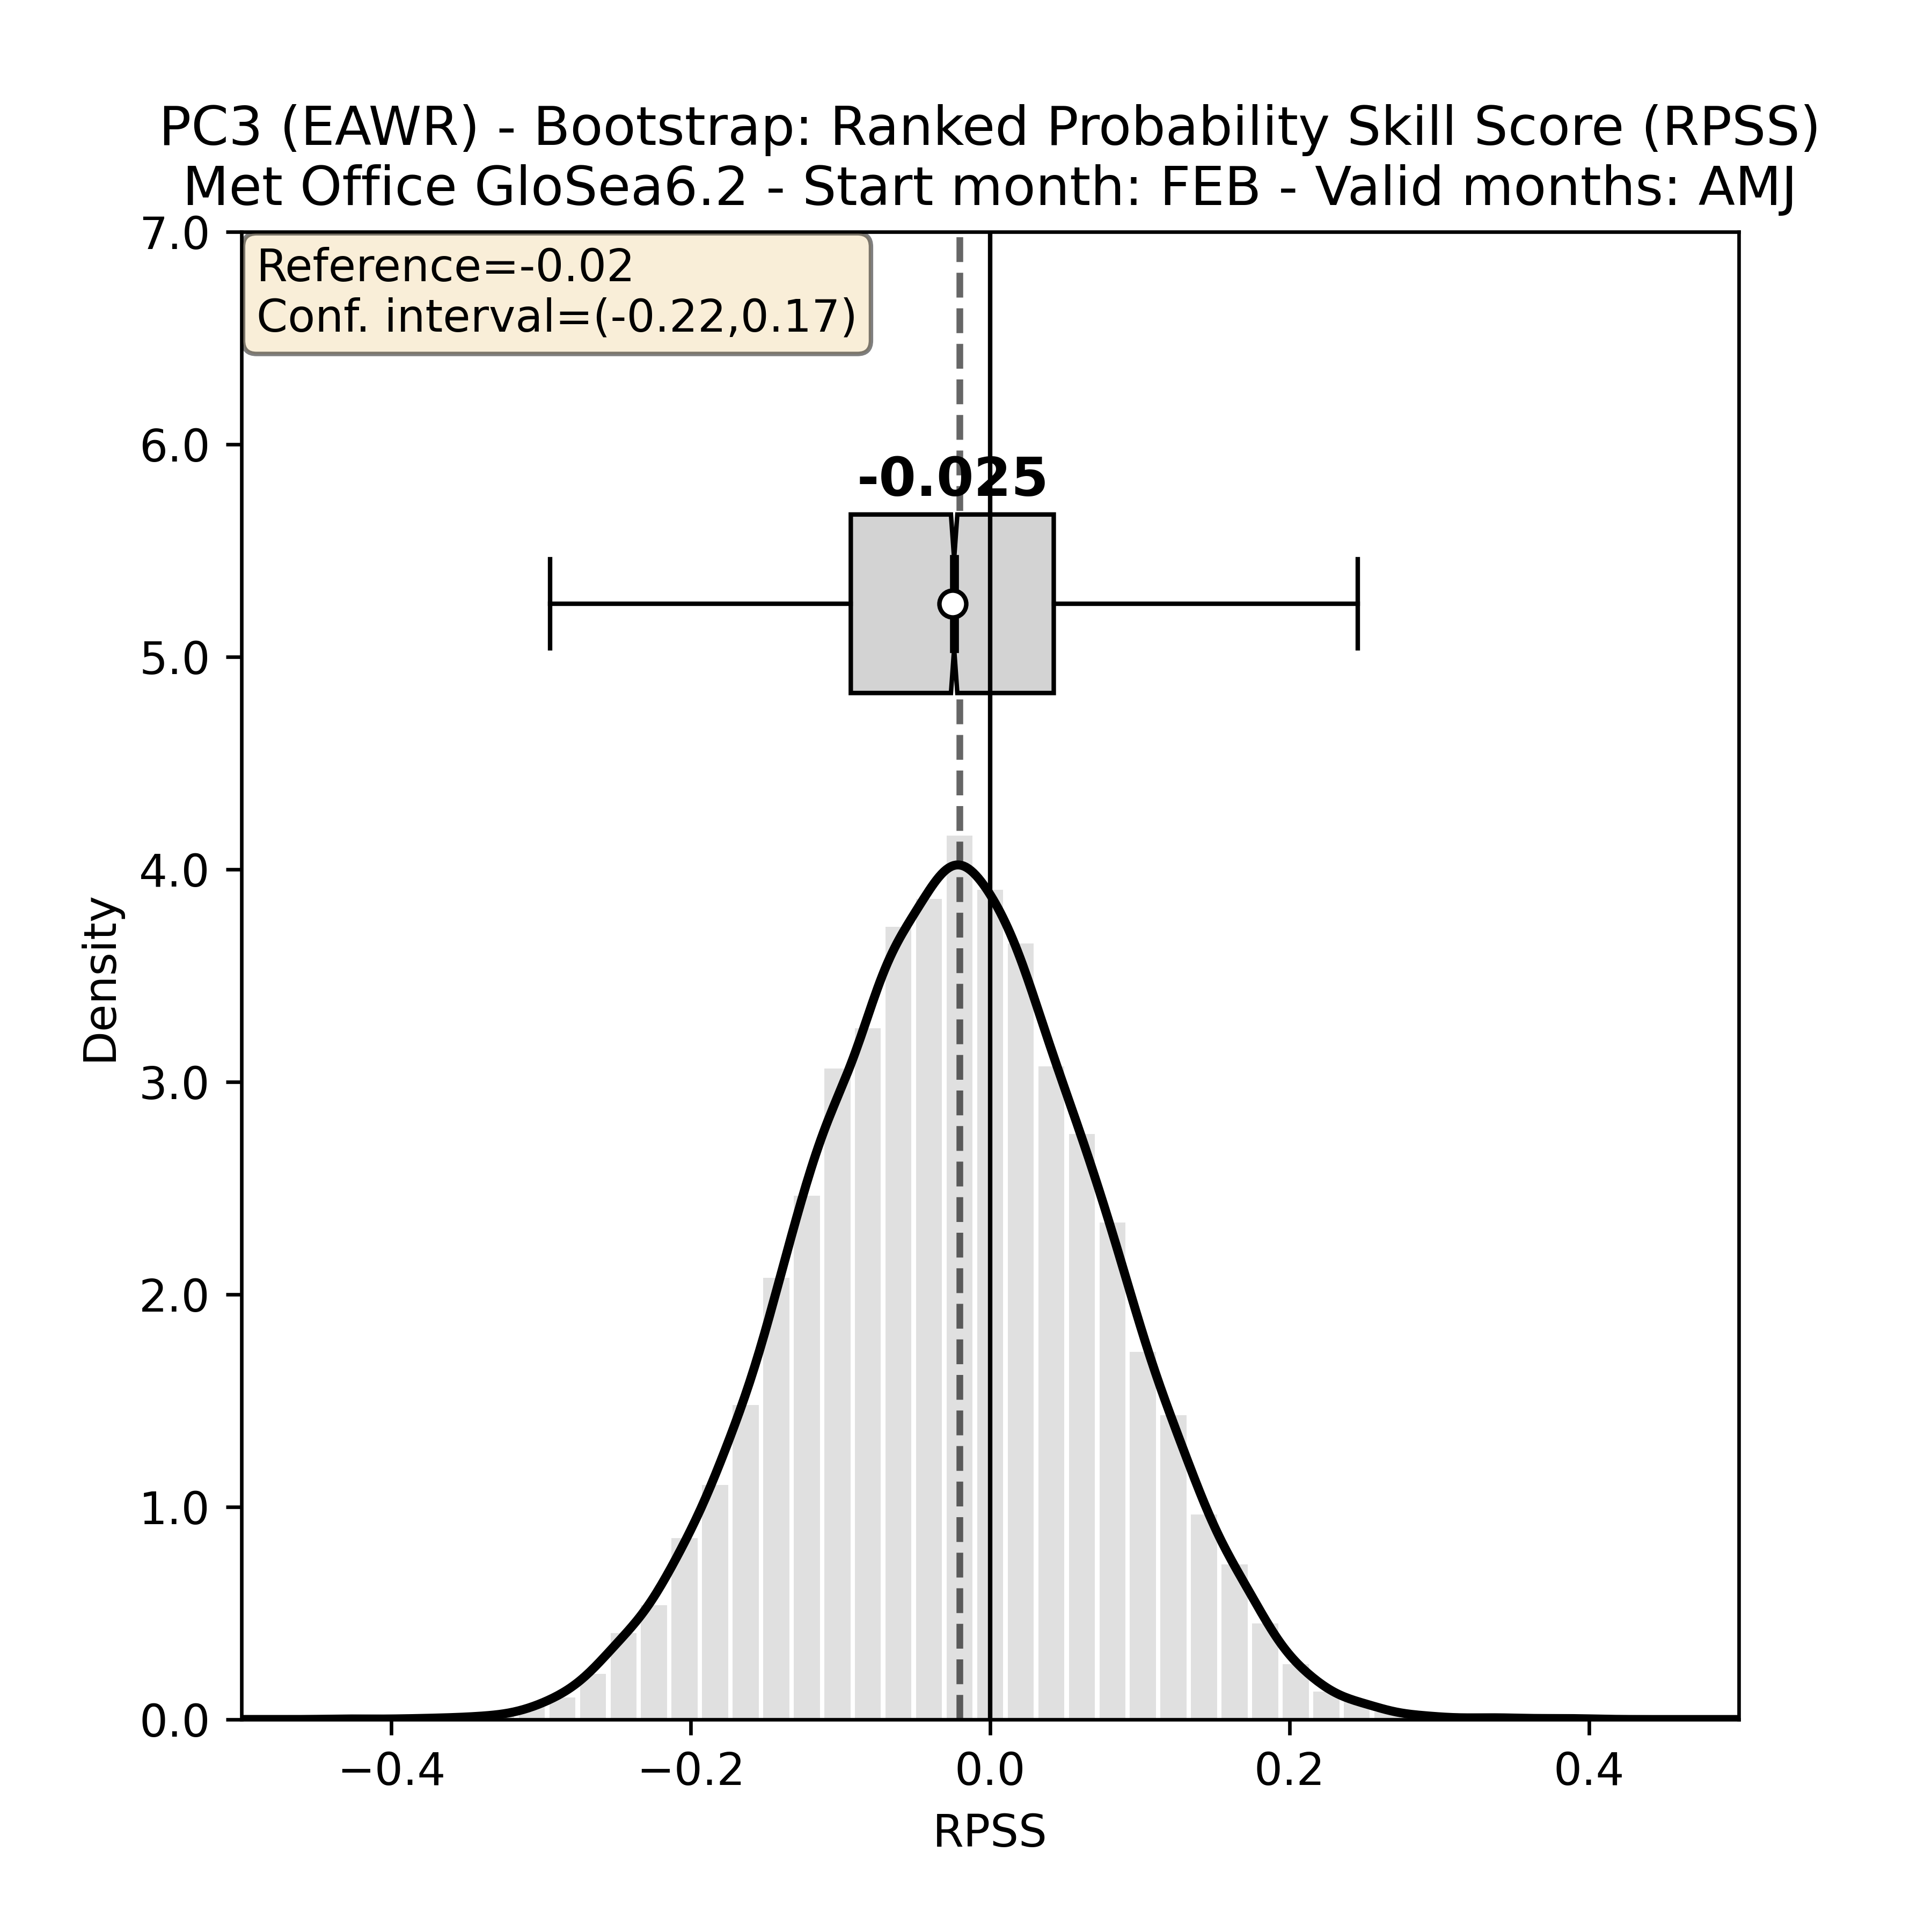 PC3 (EAWR) - Bootstrap: Ranked Probability Skill Score (RPSS)
Met Office GloSea6.2 - Start month: FEB - Valid months: AMJ
7.0
Reference=-0.02
Conf. interval=(-0.22,0.17)
6.0
-0.025
5.0
4.0
Density
3.0
2.0
1.0
0.0
−0.4 −0.2 0.0 0.2 0.4
RPSS